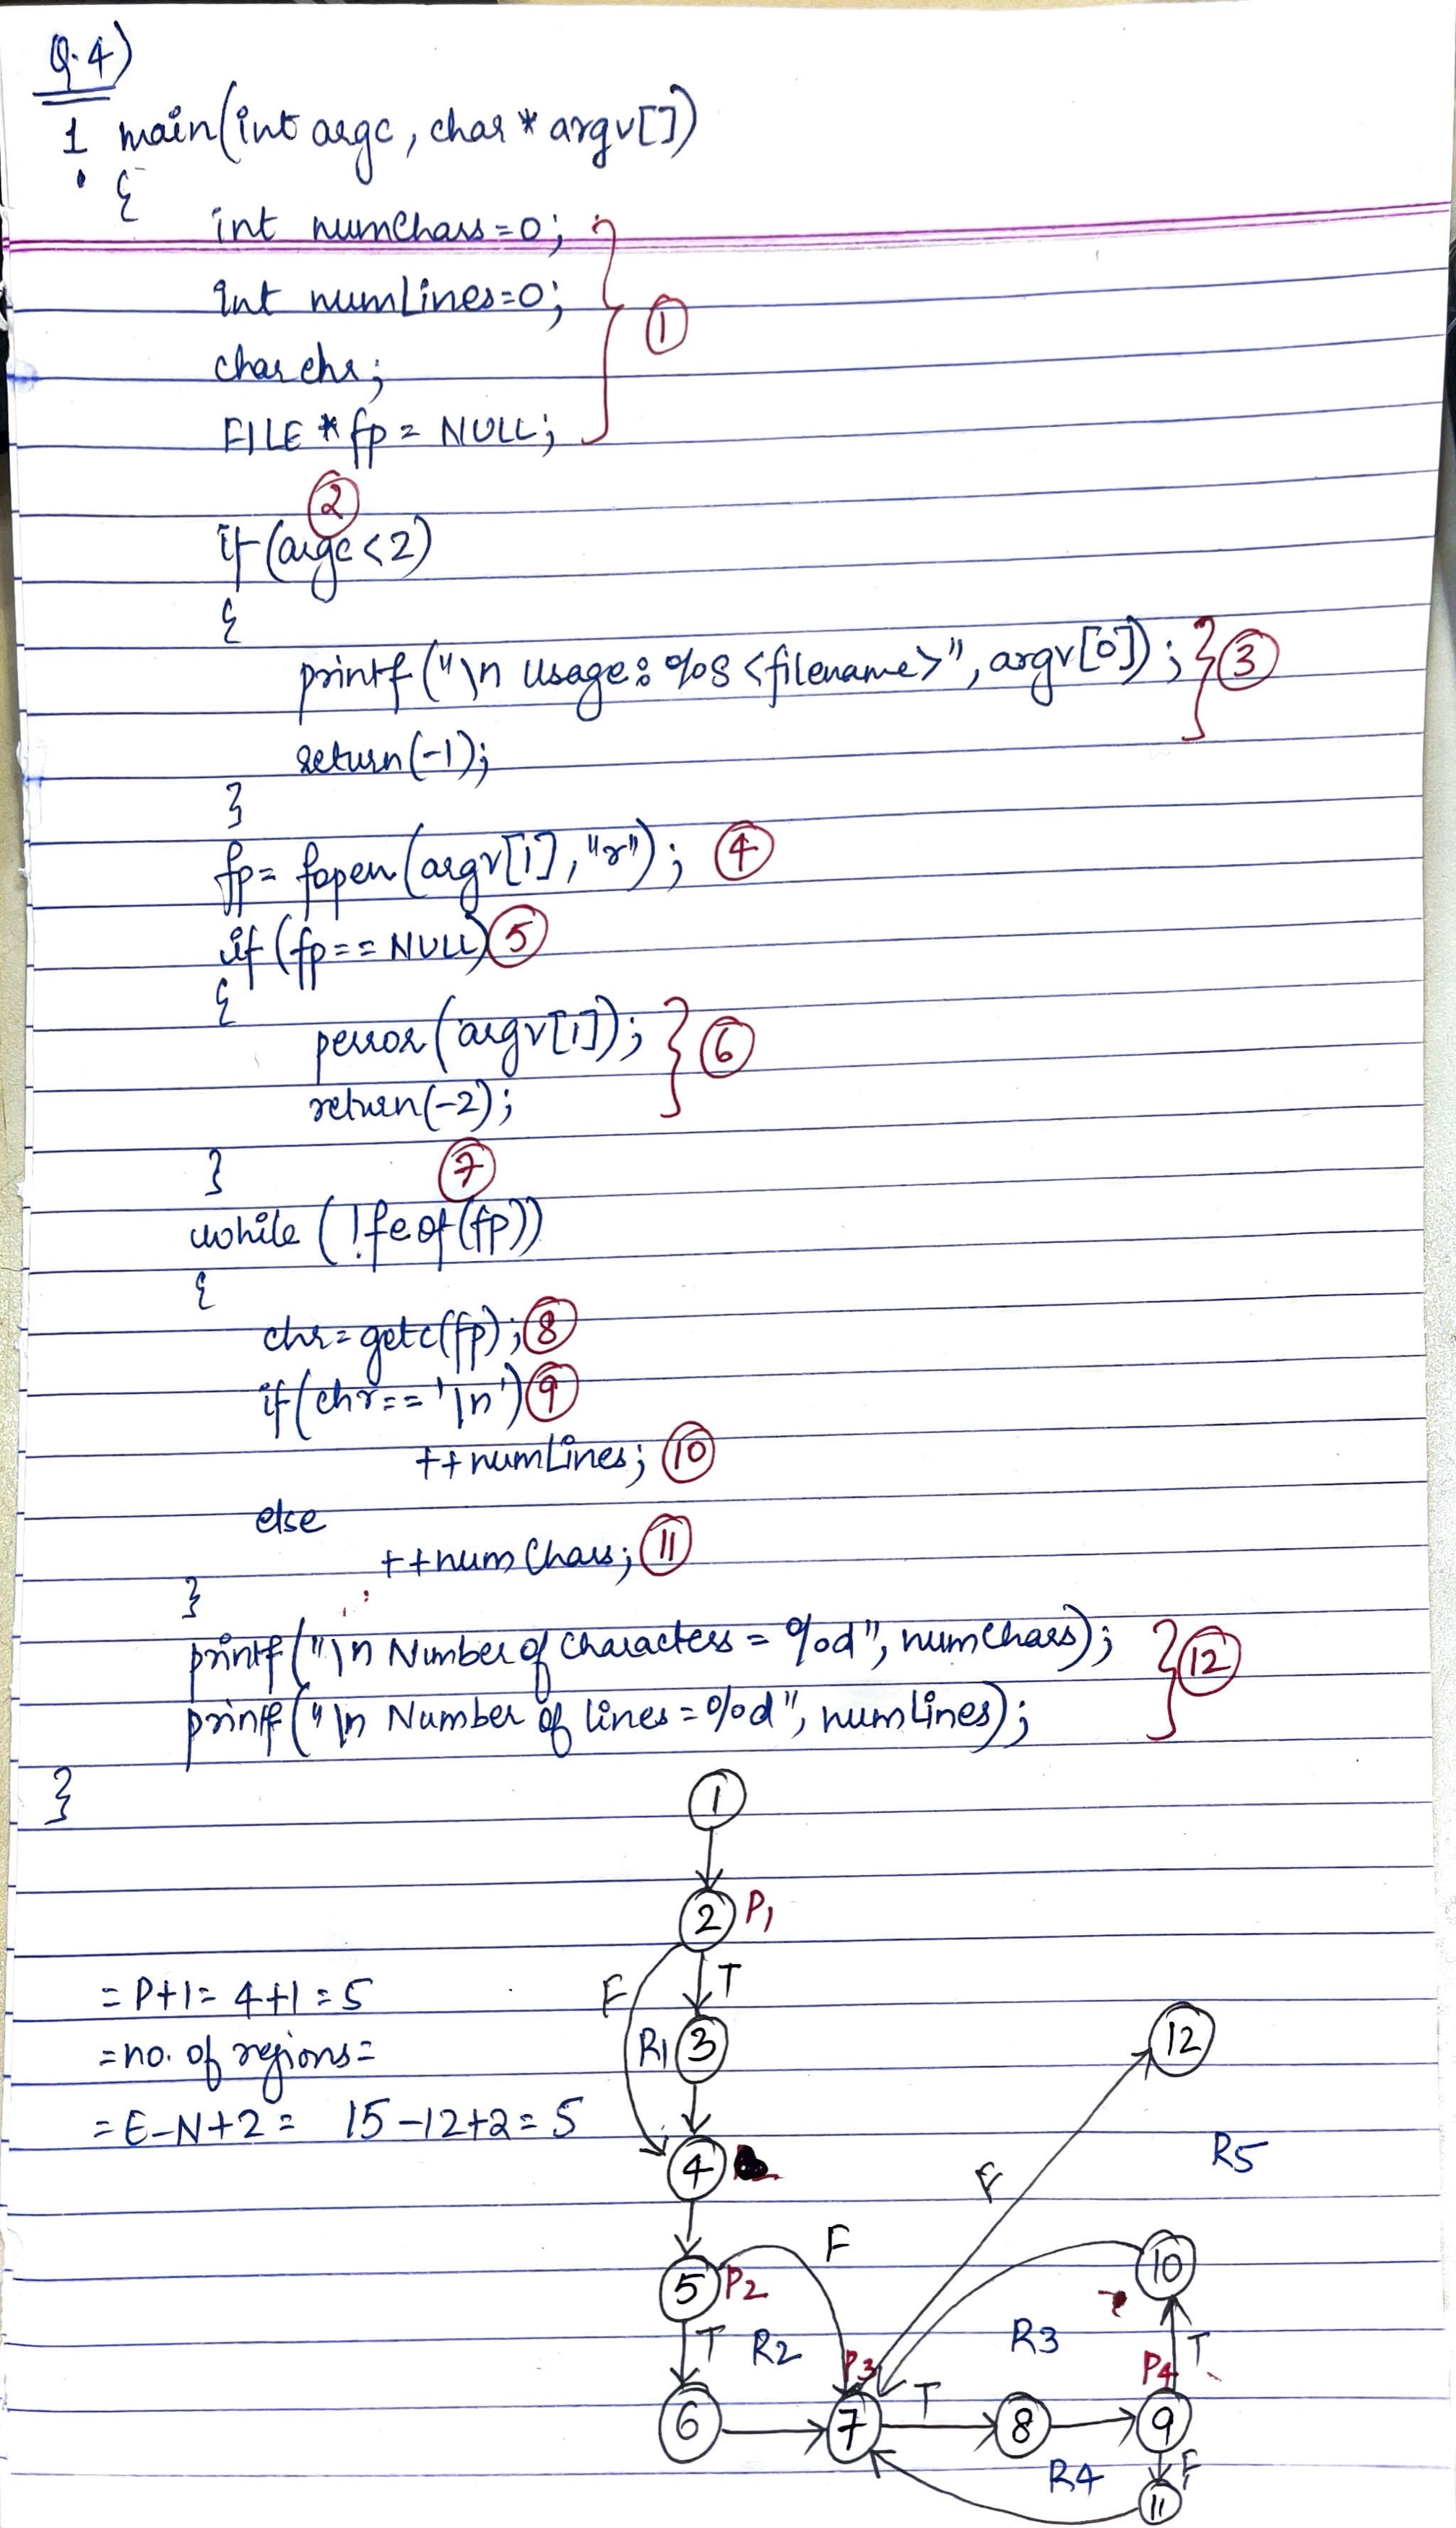 Q.4)
1 main(int argc, char * argv[])
{
int numChars=0;
int numLines=0;
①
char chr;
FILE * fp = NULL;
②
if (argc<2)
{
printf("\n Usage: %s <filename>", argv[0]); ③
return(-1);
}
fp= fopen(argv[1], "r"); ④
if (fp== NULL) ⑤
{
perror(argv[1]); ⑥
return(-2);
}
⑦
while (!feof(fp))
{
chr=getc(fp); ⑧
if(chr== '\n') ⑨
++numLines; ⑩
else
++numChars; ⑪
}
printf("\n Number of characters = %d", numChars); ⑫
printf("\n Number of lines = %d", numLines);
}
1
2 P1
F T
= P+1= 4+1=5
R1 3
12
=no. of regions=
=E-N+2= 15-12+2=5
4
R5
F
F
10
5 P2
T R2 P3 R3 P4 T
T
6 7 8 9
R4 F
11